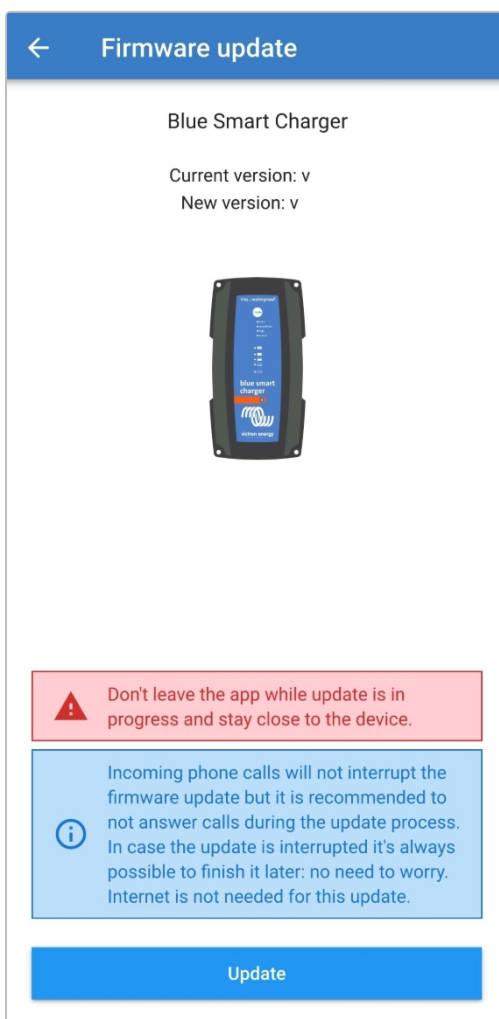 Firmware update
Blue Smart Charger
Current version: v
New version: v
blue smart
charger
victron energy
Don't leave the app while update is in
progress and stay close to the device.
Incoming phone calls will not interrupt the
firmware update but it is recommended to
not answer calls during the update process.
In case the update is interrupted it's always
possible to finish it later: no need to worry.
Internet is not needed for this update.
Update